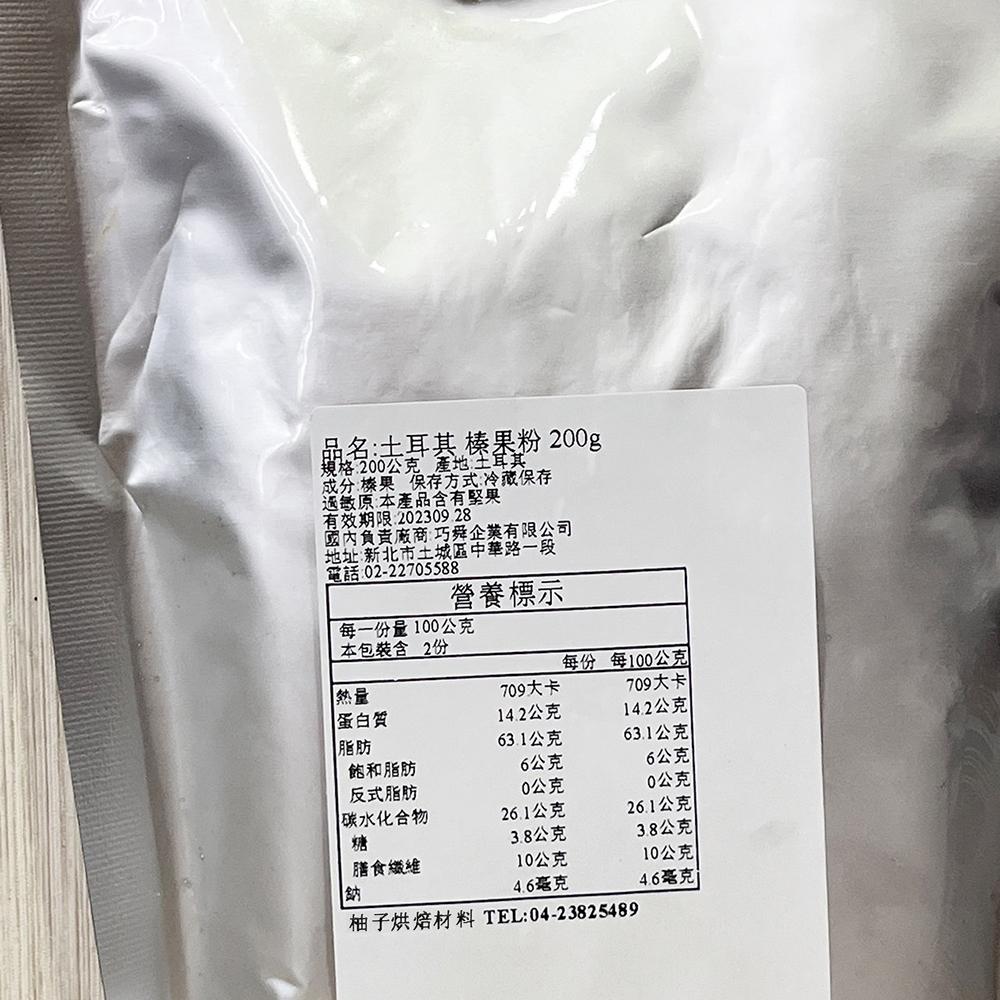 品名:土耳其 榛果粉 200g
規格:200公克 產地:土耳其
成分:榛果 保存方式:冷藏保存
過敏原:本產品含有堅果
有效期限:202309.28
國內負責廠商:巧舜企業有限公司
地址:新北市土城區中華路一段
電話:02-22705588
營養標示
每一份量 100公克
本包裝含 2份
每份 每100公克
熱量 709大卡 709大卡
蛋白質 14.2公克 14.2公克
脂肪 63.1公克 63.1公克
飽和脂肪 6公克 6公克
反式脂肪 0公克 0公克
碳水化合物 26.1公克 26.1公克
糖 3.8公克 3.8公克
膳食纖維 10公克 10公克
鈉 4.6毫克 4.6毫克
柚子烘焙材料 TEL:04-23825489